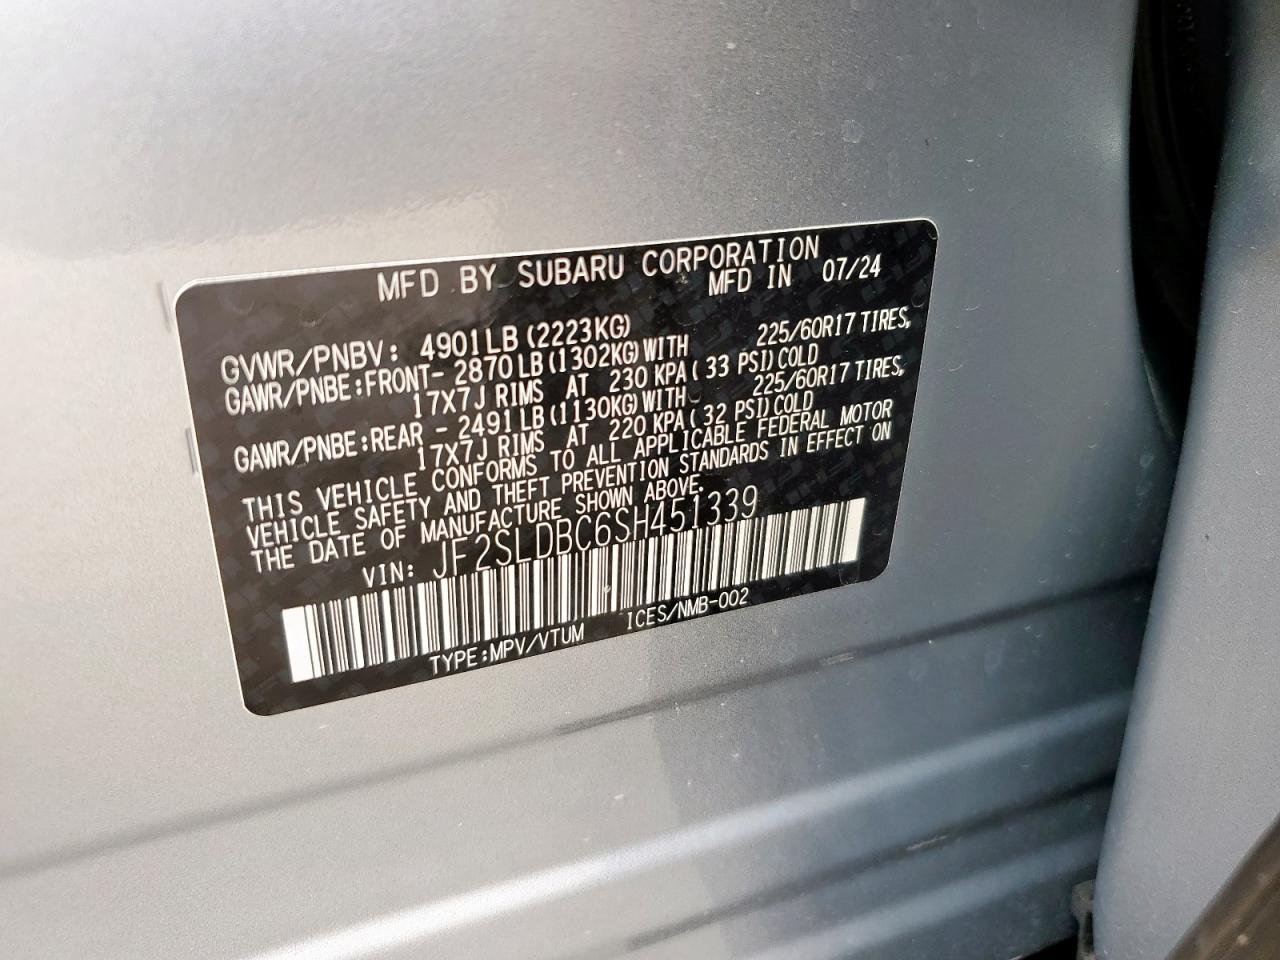 MFD BY SUBARU CORPORATION
MFD IN 07/24
GVWR/PNBV: 4901LB (2223KG)
GAWR/PNBE:FRONT- 2870LB(1302KG)WITH 225/60R17 TIRES,
17X7J RIMS AT 230 KPA( 33 PSI)COLD
GAWR/PNBE:REAR - 2491LB(1130KG)WITH 225/60R17 TIRES,
17X7J RIMS AT 220 KPA( 32 PSI)COLD
THIS VEHICLE CONFORMS TO ALL APPLICABLE FEDERAL MOTOR
VEHICLE SAFETY AND THEFT PREVENTION STANDARDS IN EFFECT ON
THE DATE OF MANUFACTURE SHOWN ABOVE.
VIN: JF2SLDBC6SH451339
TYPE:MPV/VTUM ICES/NMB-002